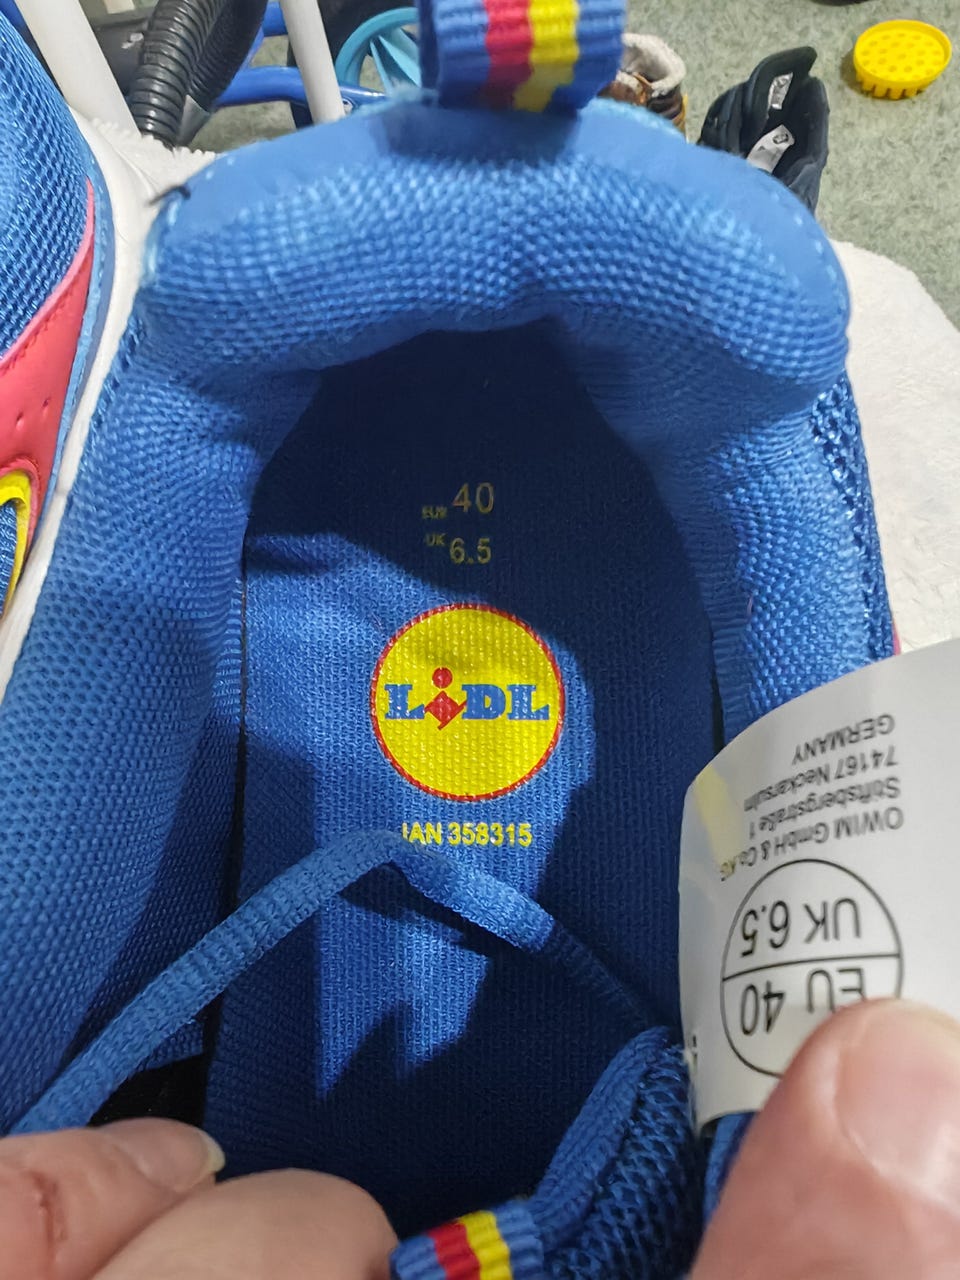 EUR 40
UK 6.5
LiDL
IAN 358315
EU 40
UK 6.5
OWIM GmbH & Co. KG
Stiftsbergstraße 1
74167 Neckarsulm
GERMANY